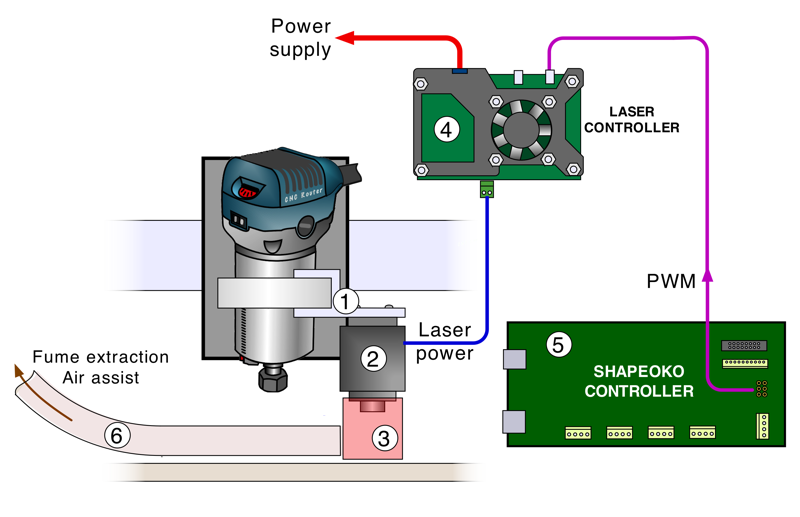 Power
supply
4
LASER
CONTROLLER
CNC Router
1
PWM
Laser
power
2
5
SHAPEOKO
CONTROLLER
Fume extraction
Air assist
6
3